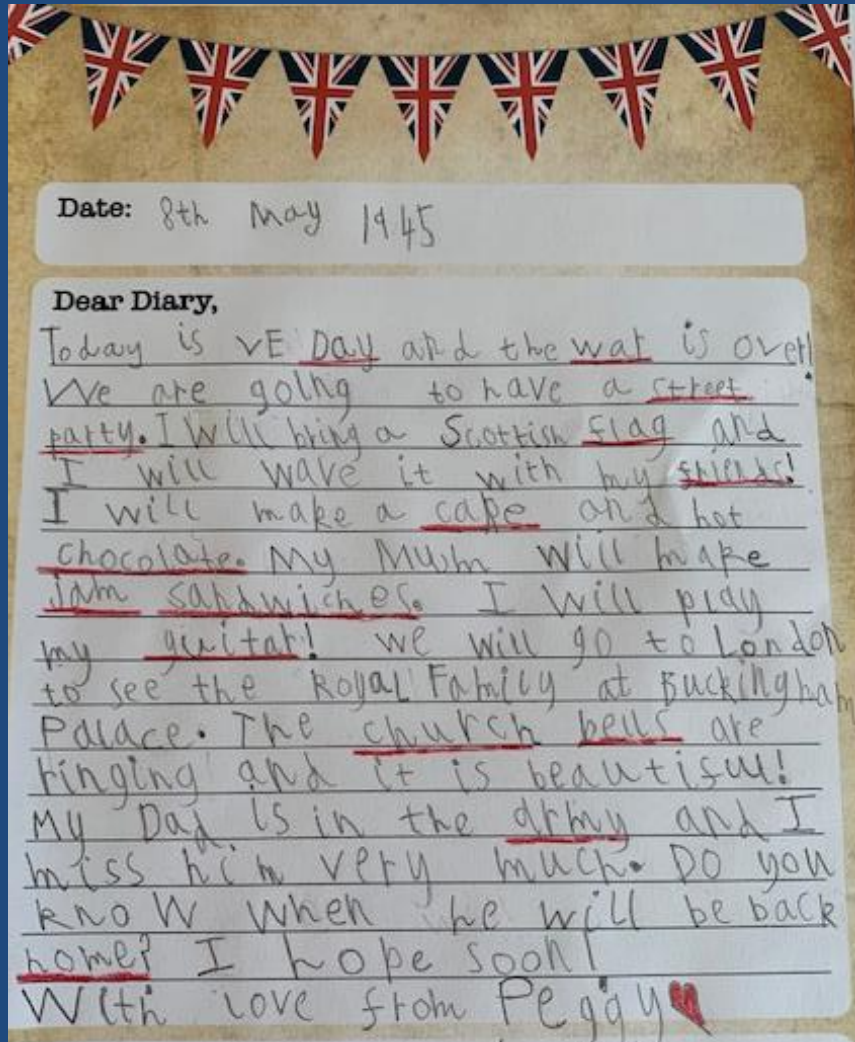 Date: 8th May 1945
Dear Diary,
Today is VE Day and the war is over!
We are going to have a street
party. I will bring a Scottish flag and
I will wave it with my friends!
I will make a cake and hot
chocolate. My Mum will make
jam sandwiches. I will play
my guitar! We will go to London
to see the Royal Family at Buckingham
Palace. The church bells are
ringing and it is beautiful!
My Dad is in the army and I
miss him very much. Do you
know when he will be back
home? I hope soon!
With love from Peggy